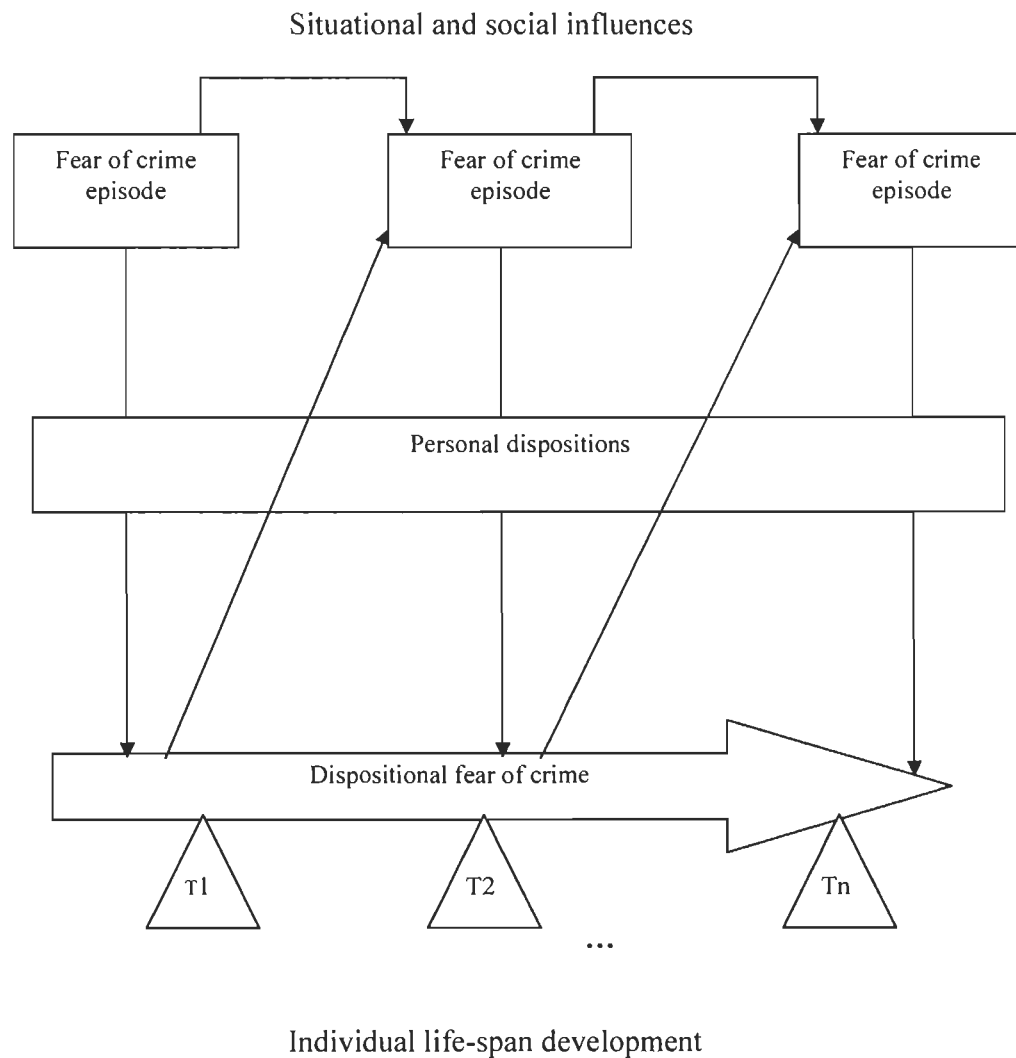 Situational and social influences
Fear of crime
episode
Fear of crime
episode
Fear of crime
episode
Personal dispositions
Dispositional fear of crime
T1
T2
Tn
...
Individual life-span development